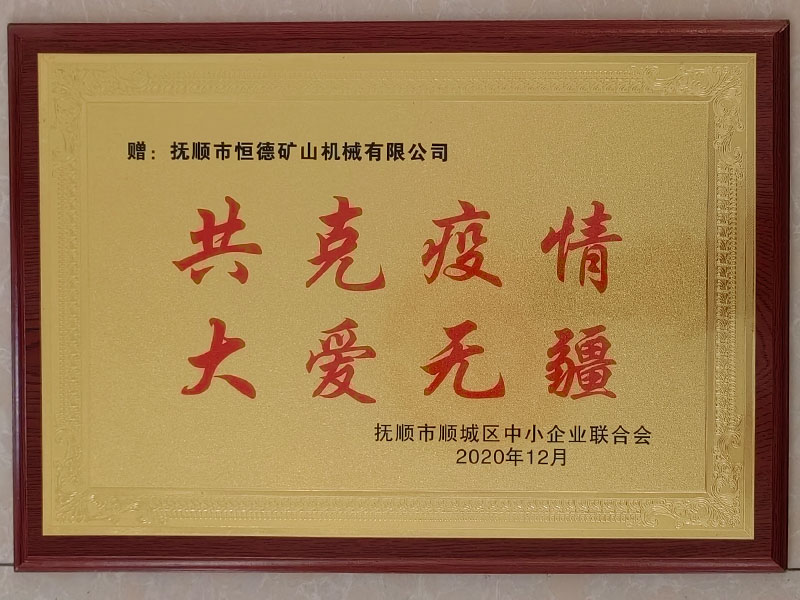 赠：抚顺市恒德矿山机械有限公司
共克疫情
大爱无疆
抚顺市顺城区中小企业联合会
2020年12月